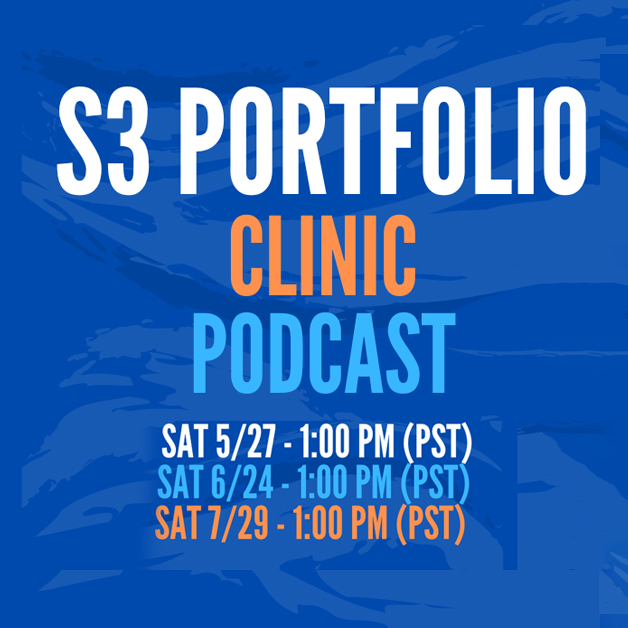 S3 PORTFOLIO
CLINIC
PODCAST
SAT 5/27 - 1:00 PM (PST)
SAT 6/24 - 1:00 PM (PST)
SAT 7/29 - 1:00 PM (PST)